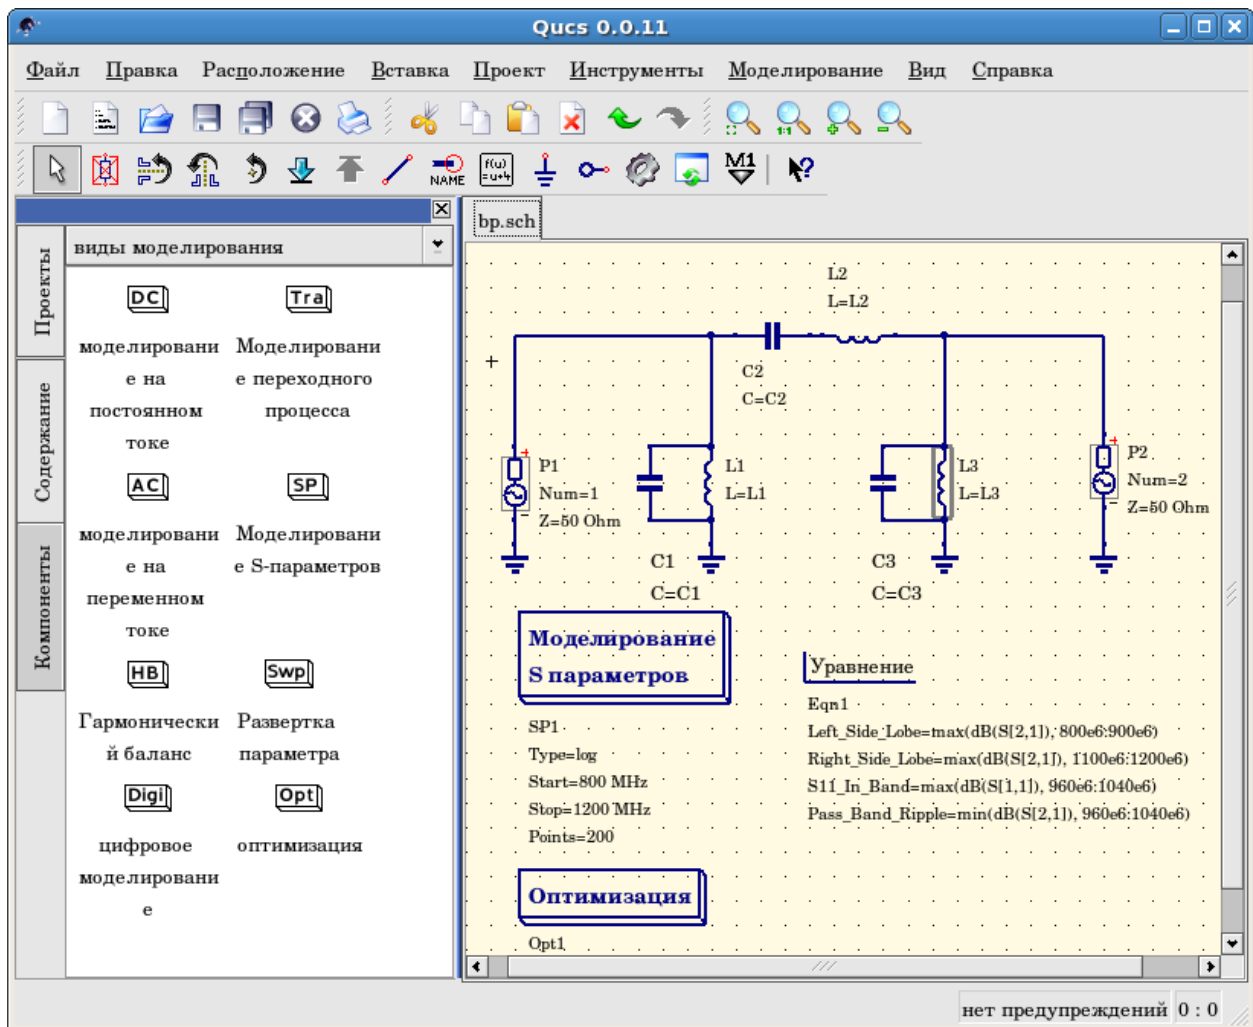 Qucs 0.0.11
Файл Правка Расположение Вставка Проект Инструменты Моделирование Вид Справка
1:1
NAME
f(u)
=u+4
M1
?
bp.sch
Проекты
Содержание
Компоненты
виды моделирования
DC
Tra
моделировани
е на
постоянном
токе
Моделировани
е переходного
процесса
AC
SP
моделировани
е на
переменном
токе
Моделировани
е S-параметров
HB
Swp
Гармонически
й баланс
Развертка
параметра
Digi
Opt
цифровое
моделировани
е
оптимизация
L2
L=L2
C2
C=C2
P1
Num=1
Z=50 Ohm
L1
L=L1
L3
L=L3
P2
Num=2
Z=50 Ohm
C1
C=C1
C3
C=C3
Моделирование
S параметров
SP1
Type=log
Start=800 MHz
Stop=1200 MHz
Points=200
Уравнение
Eqn1
Left_Side_Lobe=max(dB(S[2,1]), 800e6:900e6)
Right_Side_Lobe=max(dB(S[2,1]), 1100e6:1200e6)
S11_In_Band=max(dB(S[1,1]), 960e6:1040e6)
Pass_Band_Ripple=min(dB(S[2,1]), 960e6:1040e6)
Оптимизация
Opt1
нет предупреждений 0 : 0